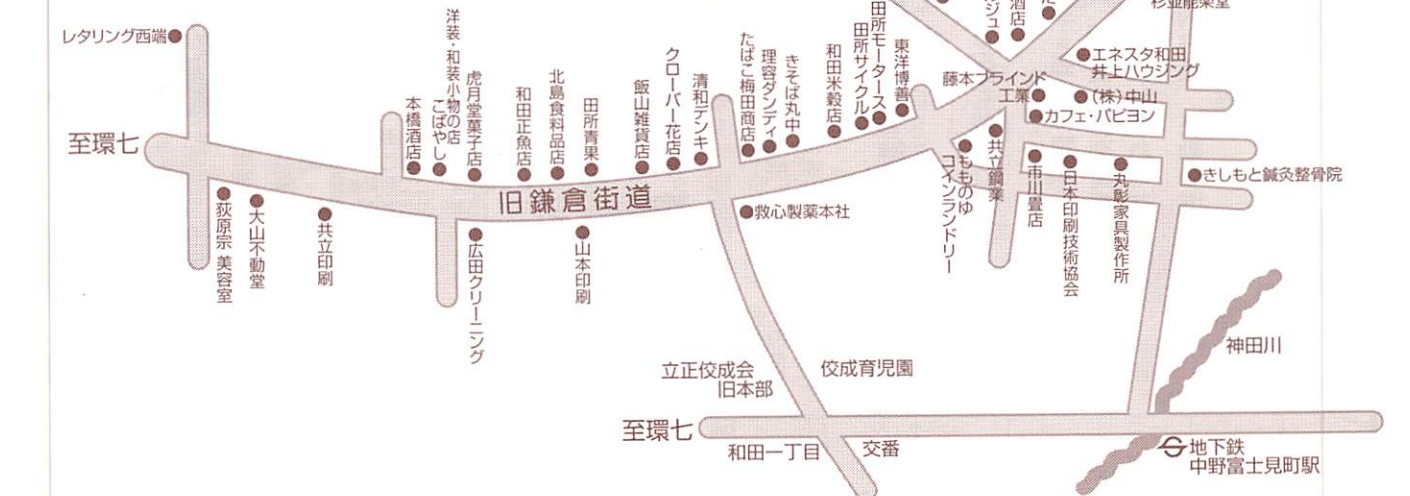 レタリング西端
至環七
本橋酒店
洋装・和装小物の店
こばやし
虎月堂菓子店
和田正魚店
北島食料品店
田所青果
飯山雑貨店
クローバー花店
清和デンキ
たばこ梅田商店
理容ダンディ
きそば丸中
和田米穀店
田所サイクル
田所モータース
東洋博善
ジュ
酒店
杉並能楽堂
エネスタ和田
井上ハウジング
藤本ブラインド
工業
(株)中山
カフェ・パピヨン
旧鎌倉街道
荻原宗 美容室
大山不動堂
共立印刷
広田クリーニング
山本印刷
救心製薬本社
もものゆ
コインランドリー
共立鋼業
市川畳店
日本印刷技術協会
丸彰家具製作所
きしもと鍼灸整骨院
神田川
立正佼成会
旧本部
佼成育児園
至環七
和田一丁目
交番
地下鉄
中野富士見町駅